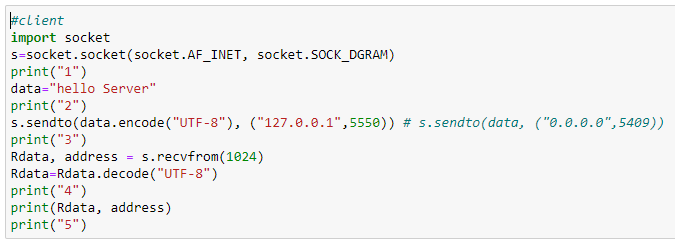 #client
import socket
s=socket.socket(socket.AF_INET, socket.SOCK_DGRAM)
print("1")
data="hello Server"
print("2")
s.sendto(data.encode("UTF-8"), ("127.0.0.1",5550)) # s.sendto(data, ("0.0.0.0",5409))
print("3")
Rdata, address = s.recvfrom(1024)
Rdata=Rdata.decode("UTF-8")
print("4")
print(Rdata, address)
print("5")